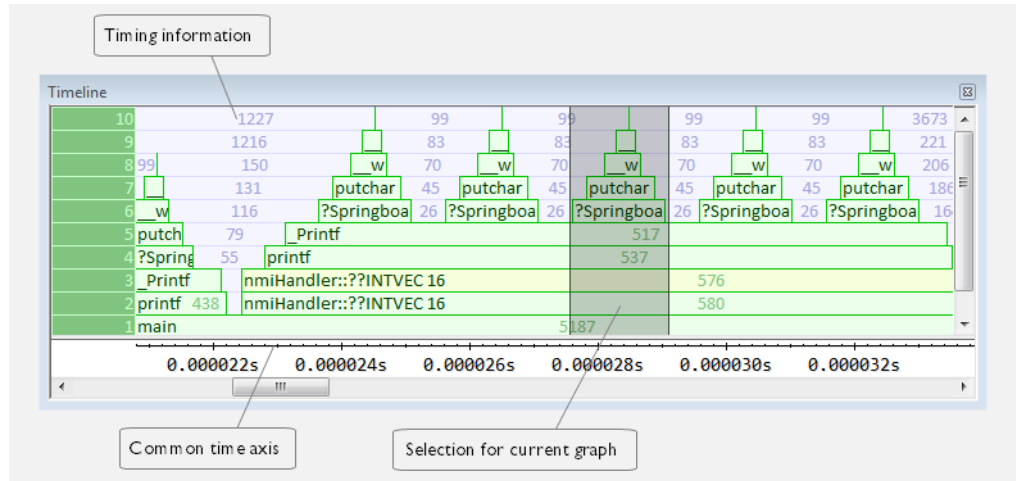 Timing information
Timeline
10 1227 99 99 99 99 3673
9 1216 83 83 83 83 221
8 99 150 __w 70 __w 70 __w 70 __w 70 __w 206
7 __ 131 putchar 45 putchar 45 putchar 45 putchar 45 putchar 186
6 __w 116 ?Springboa 26 ?Springboa 26 ?Springboa 26 ?Springboa 26 ?Springboa 16
5 putch 79 _Printf 517
4 ?Spring 55 printf 537
3 _Printf nmiHandler::??INTVEC 16 576
2 printf 438 nmiHandler::??INTVEC 16 580
1 main 5187
0.000022s 0.000024s 0.000026s 0.000028s 0.000030s 0.000032s
Common time axis
Selection for current graph